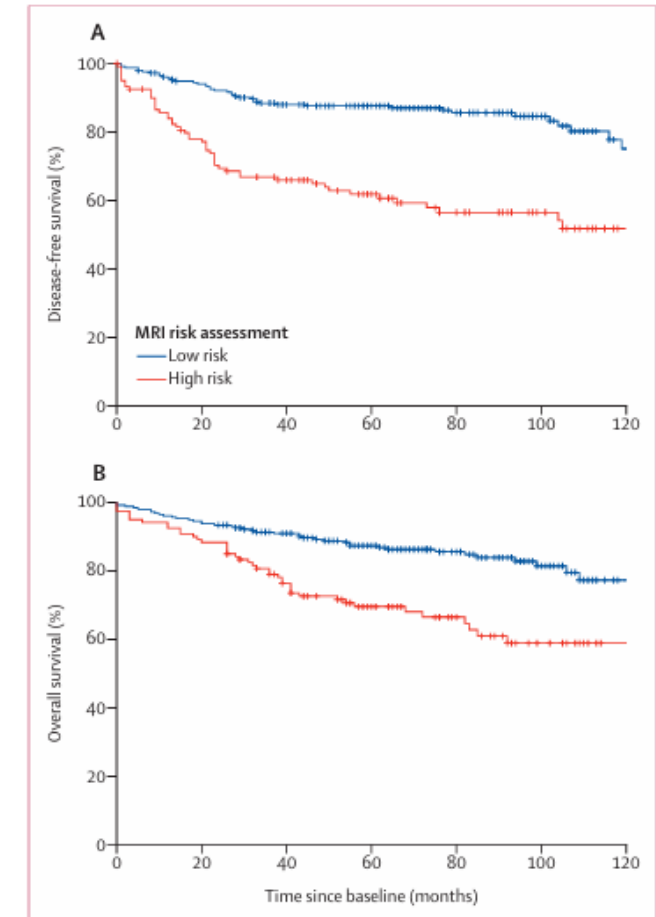 A
100
80
60
40
20
0
Disease-free survival (%)
MRI risk assessment
Low risk
High risk
0 20 40 60 80 100 120
B
100
80
60
40
20
0
Overall survival (%)
0 20 40 60 80 100 120
Time since baseline (months)